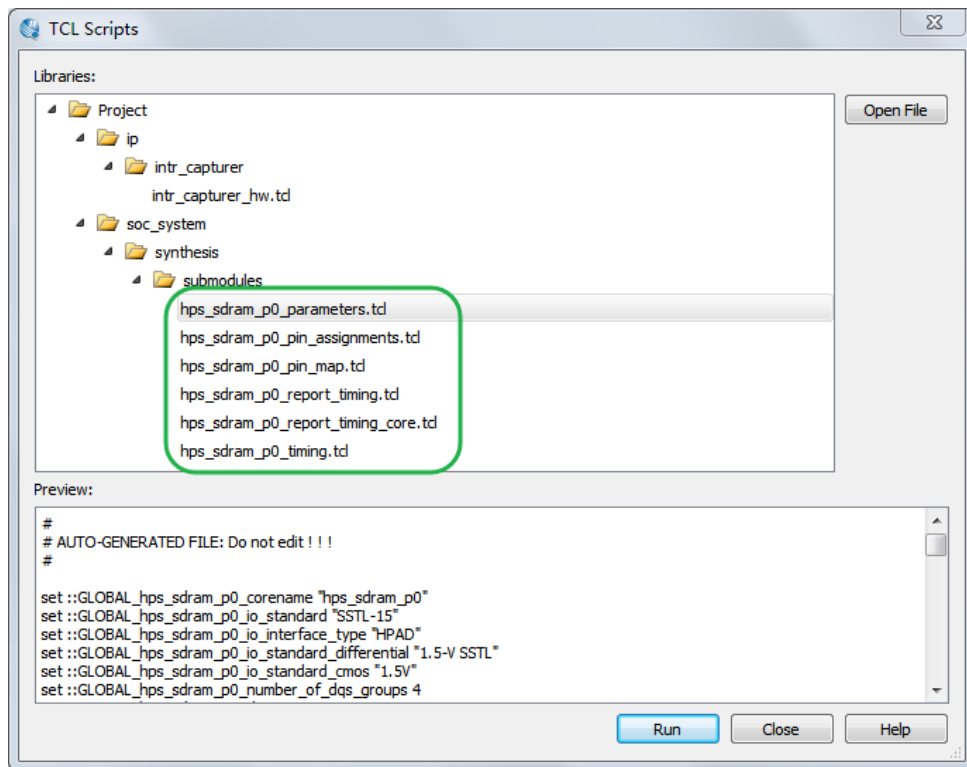 TCL Scripts
Libraries:
Project
Open File
ip
intr_capturer
intr_capturer_hw.tcl
soc_system
synthesis
submodules
hps_sdram_p0_parameters.tcl
hps_sdram_p0_pin_assignments.tcl
hps_sdram_p0_pin_map.tcl
hps_sdram_p0_report_timing.tcl
hps_sdram_p0_report_timing_core.tcl
hps_sdram_p0_timing.tcl
Preview:
#
# AUTO-GENERATED FILE: Do not edit ! ! !
#
set ::GLOBAL_hps_sdram_p0_corename "hps_sdram_p0"
set ::GLOBAL_hps_sdram_p0_io_standard "SSTL-15"
set ::GLOBAL_hps_sdram_p0_io_interface_type "HPAD"
set ::GLOBAL_hps_sdram_p0_io_standard_differential "1.5-V SSTL"
set ::GLOBAL_hps_sdram_p0_io_standard_cmos "1.5V"
set ::GLOBAL_hps_sdram_p0_number_of_dqs_groups 4
Run
Close
Help